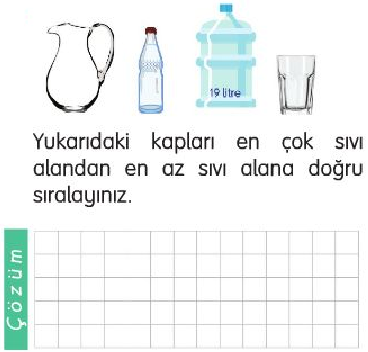 19 litre
Yukarıdaki kapları en çok sıvı
alandan en az sıvı alana doğru
sıralayınız.
Çözüm